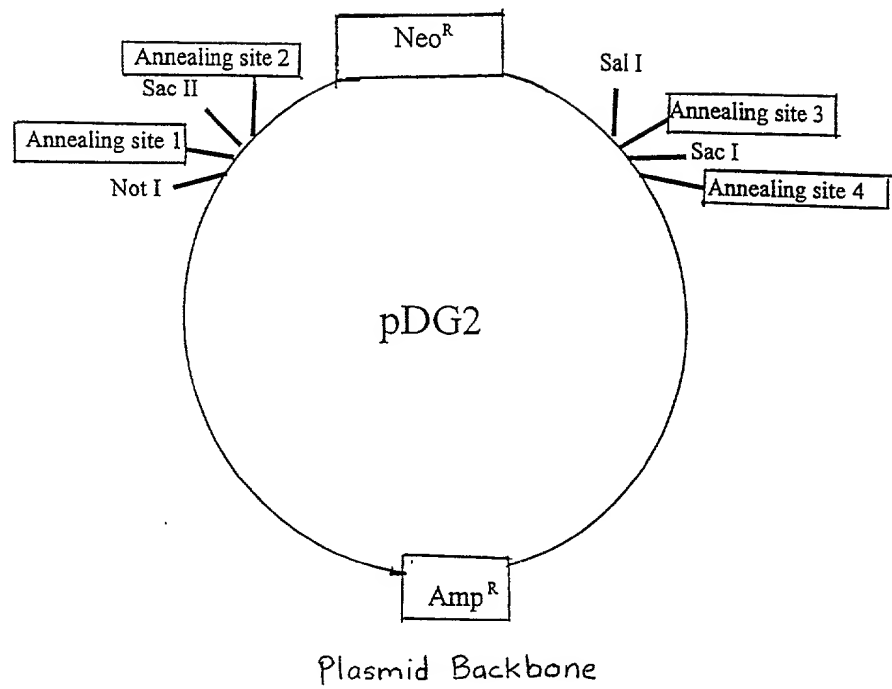 Neo^R
Annealing site 2
Sac II
Annealing site 1
Not I
Sal I
Annealing site 3
Sac I
Annealing site 4
pDG2
Amp^R
Plasmid Backbone